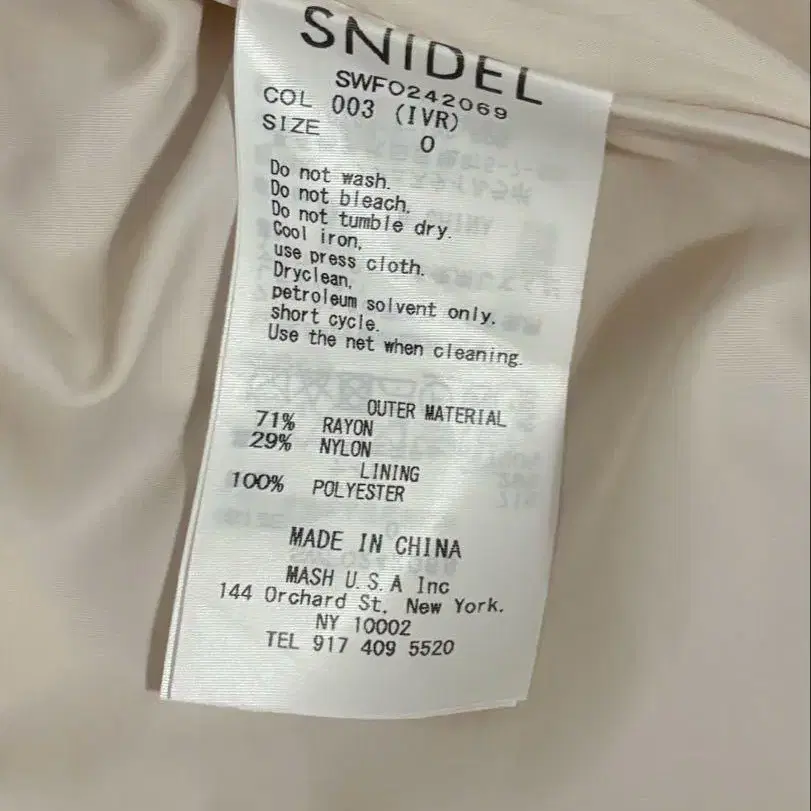 SNIDEL
SWFO242069
COL 003 (IVR)
SIZE 0
Do not wash.
Do not bleach.
Do not tumble dry.
Cool iron,
use press cloth.
Dryclean,
petroleum solvent only.
short cycle.
Use the net when cleaning.
OUTER MATERIAL
71% RAYON
29% NYLON
LINING
100% POLYESTER
MADE IN CHINA
MASH U.S.A Inc
144 Orchard St. New York.
NY 10002
TEL 917 409 5520